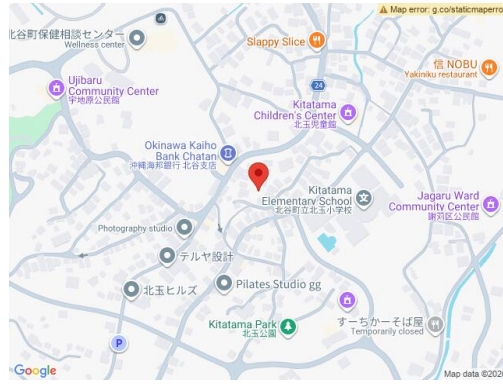 Map error: g.co/staticmaperro
北谷町保健相談センター
Wellness center
Slappy Slice
信 NOBU
Yakiniku restaurant
Ujibaru
Community Center
宇地原公民館
24
Kitatama
Children's Center
北玉児童館
Okinawa Kaiho
Bank Chatan
沖縄海邦銀行 北谷支店
Kitatama
Elementary School
北谷町立北玉小学校
Jagaru Ward
Community Center
謝苅区公民館
Photography studio
テルヤ設計
北玉ヒルズ
Pilates Studio gg
Kitatama Park
北玉公園
すーちかーそば屋
Temporarily closed
P
Google
Map data ©2026